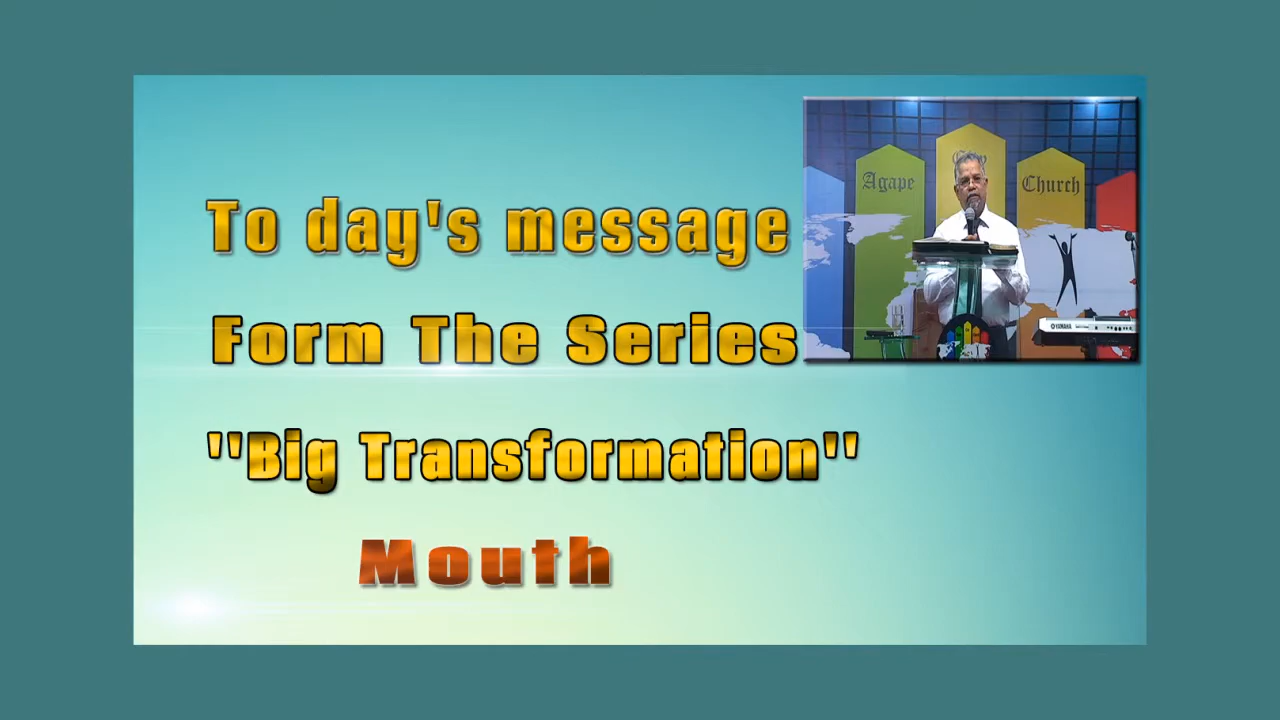 To day's message
Form The Series
"Big Transformation"
Mouth
Agape
Church
YAMAHA